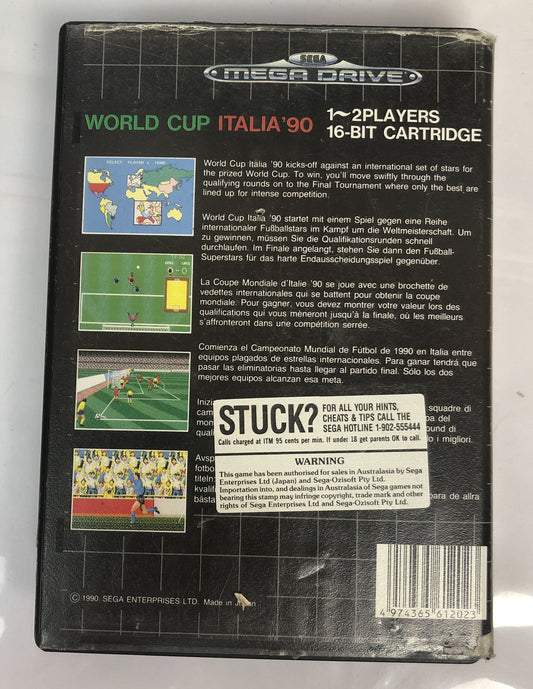 SEGA
MEGA DRIVE
WORLD CUP ITALIA '90
1~2PLAYERS
16-BIT CARTRIDGE
SELECT PLAYER 1 TEAM
World Cup Italia '90 kicks-off against an international set of stars for
the prized World Cup. To win, you'll move swiftly through the
qualifying rounds on to the Final Tournament where only the best are
lined up for intense competition.
World Cup Italia '90 startet mit einem Spiel gegen eine Reihe
internationaler Fußballstars im Kampf um die Weltmeisterschaft. Um
zu gewinnen, müssen Sie die Qualifikationsrunden schnell
durchlaufen. Im Finale angelangt, stehen Sie dann den Fußball-
Superstars für das harte Endausscheidungsspiel gegenüber.
La Coupe Mondiale d'Italie '90 se joue avec une brochette de
vedettes internationales qui se battent pour obtenir la coupe
mondiale. Pour gagner, vous devez montrer votre valeur lors des
qualifications qui vous mèneront jusqu'à la finale, où les meilleurs
s'affronteront dans une compétition serrée.
Comienza el Campeonato Mundial de Fútbol de 1990 en Italia entre
equipos plagados de estrellas internacionales. Para ganar tendrá que
pasar las eliminatorias hasta llegar al partido final. Sólo los dos
mejores equipos alcanzan esa meta.
squadre di
STUCK? FOR ALL YOUR HINTS,
CHEATS & TIPS CALL THE
SEGA HOTLINE 1-902-555444
Calls charged at ITM 95 cents per min. If under 18 get parents OK to call.
i migliori.
WARNING
This game has been authorised for sales in Australasia by Sega
Enterprises Ltd (Japan) and Sega-Ozisoft Pty Ltd.
Importation into, and dealings in Australasia of Sega games not
bearing this stamp may infringe copyright, trade mark and other
rights of Sega Enterprises Ltd and Sega-Ozisoft Pty Ltd.
para de allra
bästa
© 1990 SEGA ENTERPRISES LTD. Made in Japan
4 974365 612023